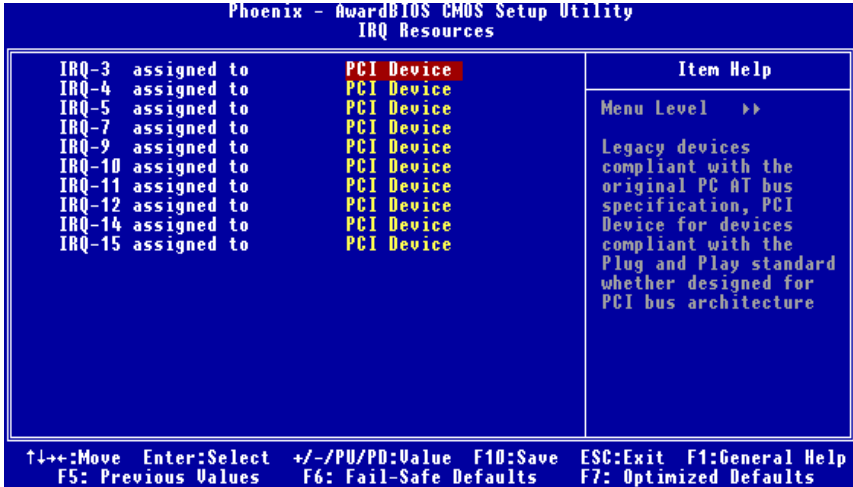 Phoenix - AwardBIOS CMOS Setup Utility
IRQ Resources
IRQ-3 assigned to PCI Device
IRQ-4 assigned to PCI Device
IRQ-5 assigned to PCI Device
IRQ-7 assigned to PCI Device
IRQ-9 assigned to PCI Device
IRQ-10 assigned to PCI Device
IRQ-11 assigned to PCI Device
IRQ-12 assigned to PCI Device
IRQ-14 assigned to PCI Device
IRQ-15 assigned to PCI Device
Item Help
Menu Level ▸▸
Legacy devices
compliant with the
original PC AT bus
specification, PCI
Device for devices
compliant with the
Plug and Play standard
whether designed for
PCI bus architecture
↑↓→←:Move Enter:Select +/-/PU/PD:Value F10:Save ESC:Exit F1:General Help
F5: Previous Values F6: Fail-Safe Defaults F7: Optimized Defaults